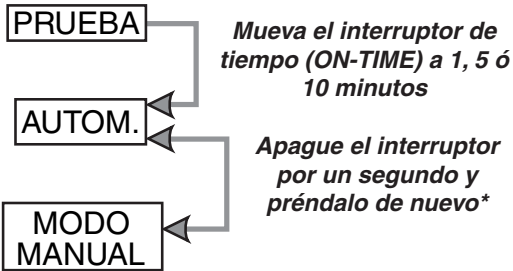 PRUEBA
Mueva el interruptor de
tiempo (ON-TIME) a 1, 5 ó
10 minutos
AUTOM.
Apague el interruptor
por un segundo y
préndalo de nuevo*
MODO
MANUAL